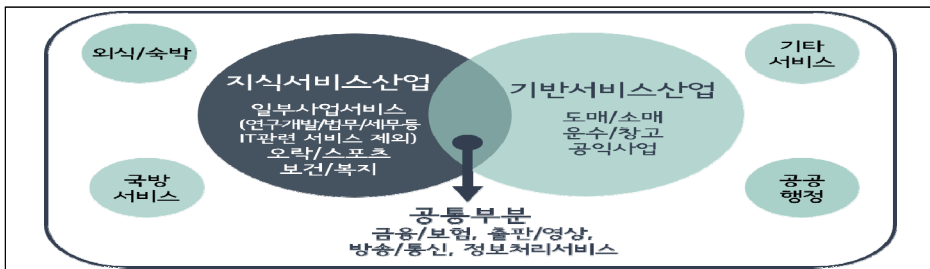 외식/숙박
지식서비스산업
일부사업서비스
(연구개발/법무/세무등
IT관련 서비스 제외)
오락/스포츠
보건/복지
기반서비스산업
도매/소매
운수/창고
공익사업
기타
서비스
국방
서비스
공공
행정
공통부분
금융/보험, 출판/영상,
방송/통신, 정보처리서비스